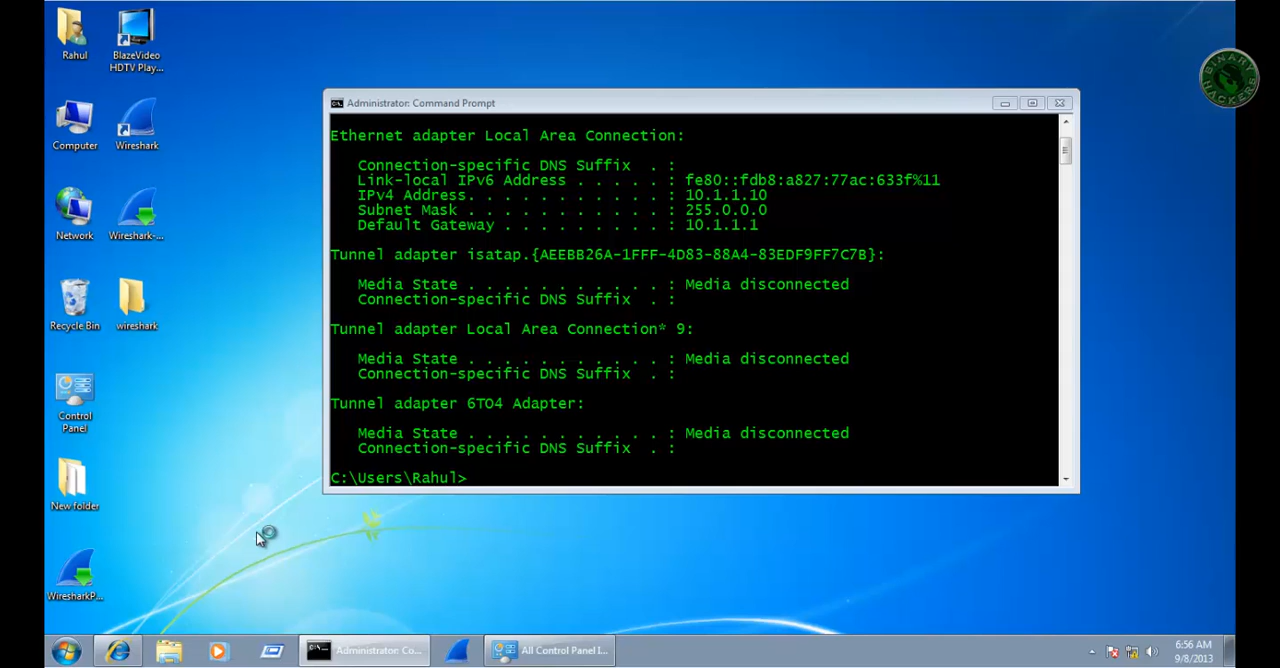 Rahul
BlazeVideo
HDTV Play...
Computer
Wireshark
Network
Wireshark-...
Recycle Bin
wireshark
Control
Panel
New folder
WiresharkP...
Administrator: Command Prompt
Ethernet adapter Local Area Connection:
Connection-specific DNS Suffix . :
Link-local IPv6 Address . . . . . : fe80::fdb8:a827:77ac:633f%11
IPv4 Address. . . . . . . . . . . : 10.1.1.10
Subnet Mask . . . . . . . . . . . : 255.0.0.0
Default Gateway . . . . . . . . . : 10.1.1.1
Tunnel adapter isatap.{AEEBB26A-1FFF-4D83-88A4-83EDF9FF7C7B}:
Media State . . . . . . . . . . . : Media disconnected
Connection-specific DNS Suffix . :
Tunnel adapter Local Area Connection* 9:
Media State . . . . . . . . . . . : Media disconnected
Connection-specific DNS Suffix . :
Tunnel adapter 6TO4 Adapter:
Media State . . . . . . . . . . . : Media disconnected
Connection-specific DNS Suffix . :
C:\Users\Rahul>
BINARY
HACKERS
Administrator: Co...
All Control Panel I...
6:56 AM
9/8/2013